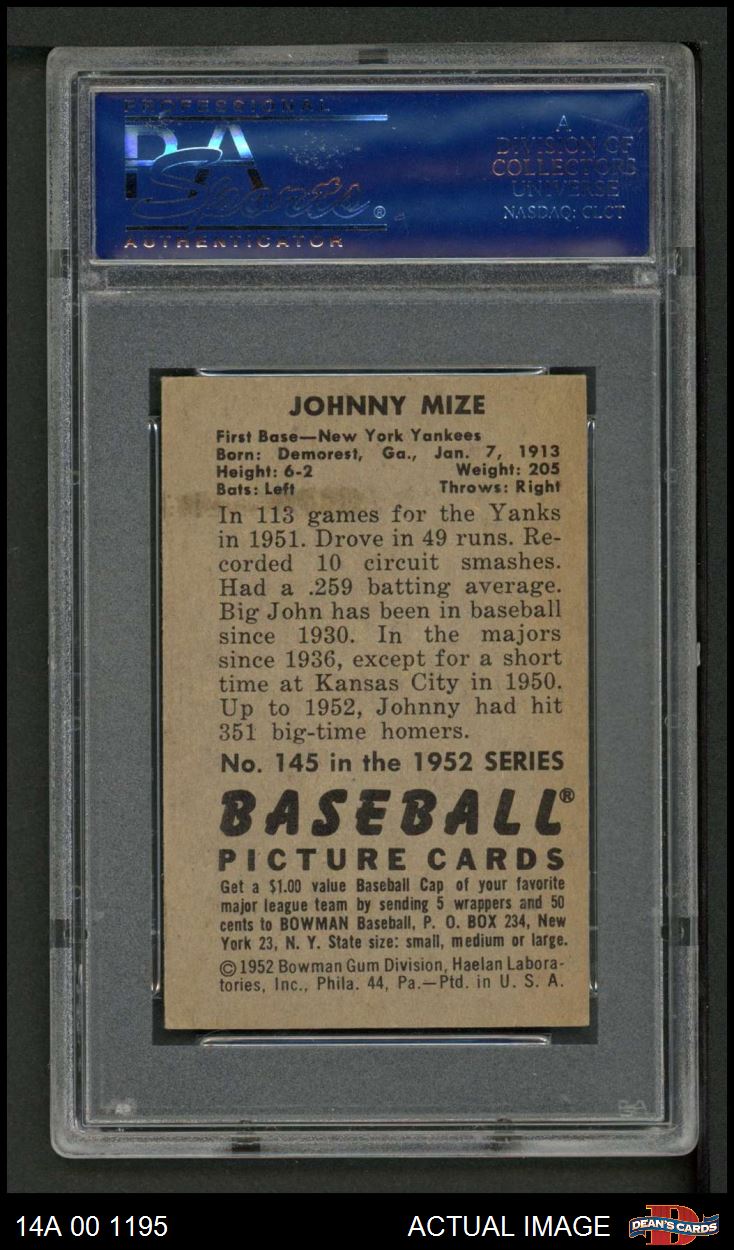 PROFESSIONAL
PSA
Sports ®
AUTHENTICATOR
A
DIVISION OF
COLLECTORS
UNIVERSE
NASDAQ: CLCT
JOHNNY MIZE
First Base—New York Yankees
Born: Demorest, Ga., Jan. 7, 1913
Height: 6-2 Weight: 205
Bats: Left Throws: Right
In 113 games for the Yanks
in 1951. Drove in 49 runs. Re-
corded 10 circuit smashes.
Had a .259 batting average.
Big John has been in baseball
since 1930. In the majors
since 1936, except for a short
time at Kansas City in 1950.
Up to 1952, Johnny had hit
351 big-time homers.
No. 145 in the 1952 SERIES
BASEBALL®
PICTURE CARDS
Get a $1.00 value Baseball Cap of your favorite
major league team by sending 5 wrappers and 50
cents to BOWMAN Baseball, P. O. BOX 234, New
York 23, N. Y. State size: small, medium or large.
©1952 Bowman Gum Division, Haelan Labora-
tories, Inc., Phila. 44, Pa.—Ptd. in U. S. A.
PSA
14A 00 1195 ACTUAL IMAGE
D
DEAN'S CARDS